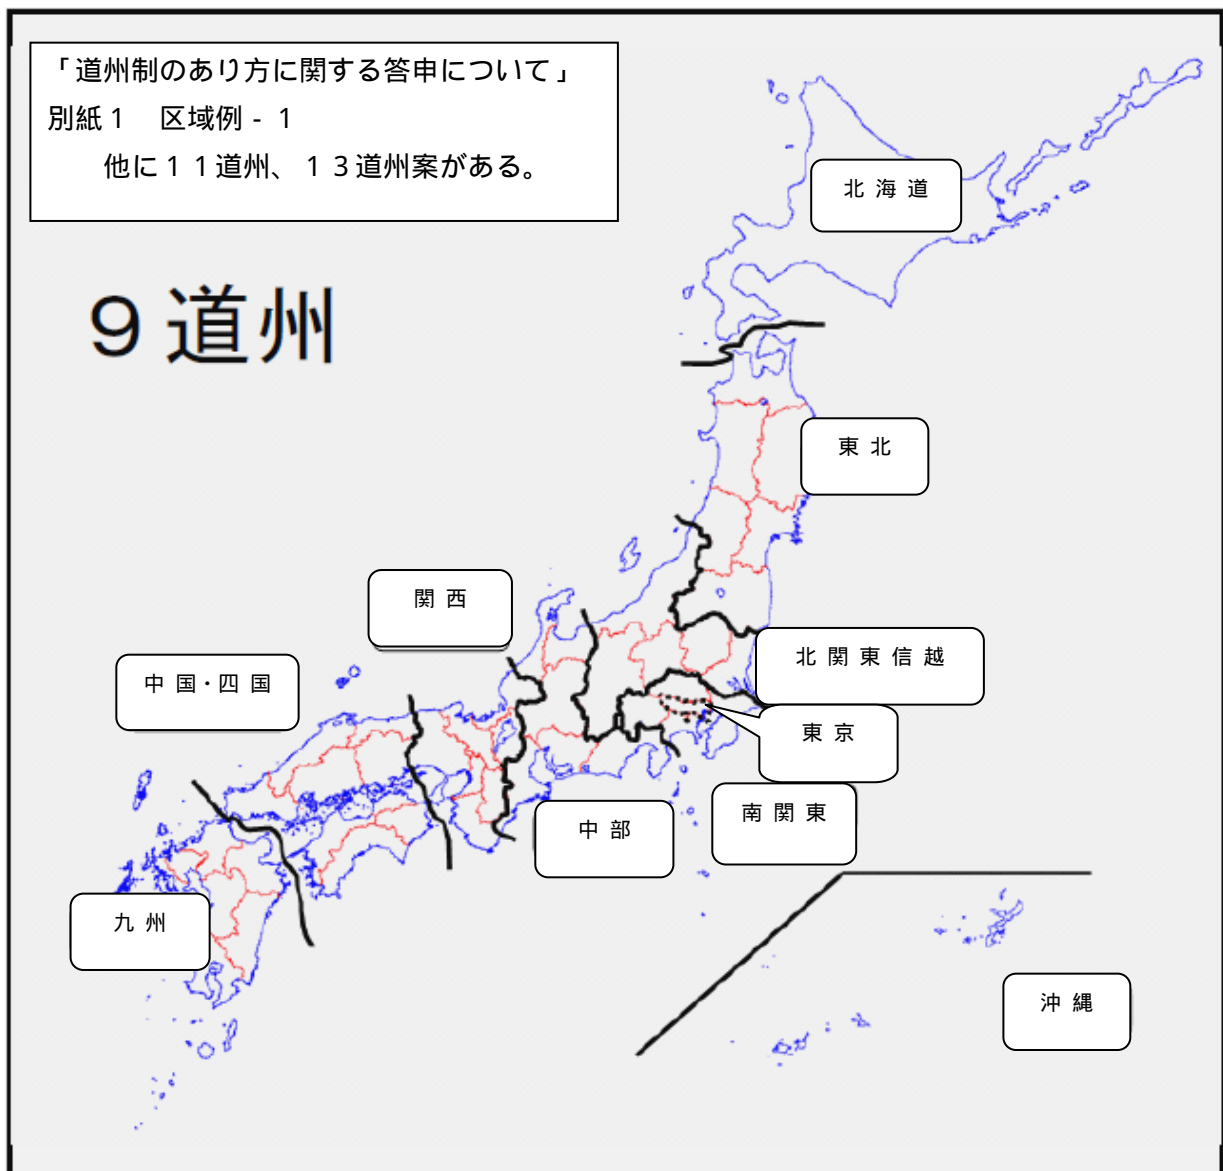 「道州制のあり方に関する答申について」
別紙１　区域例 - １
他に１１道州、１３道州案がある。
９道州
北海道
東北
関西
北関東信越
中国・四国
東京
南関東
中部
九州
沖縄